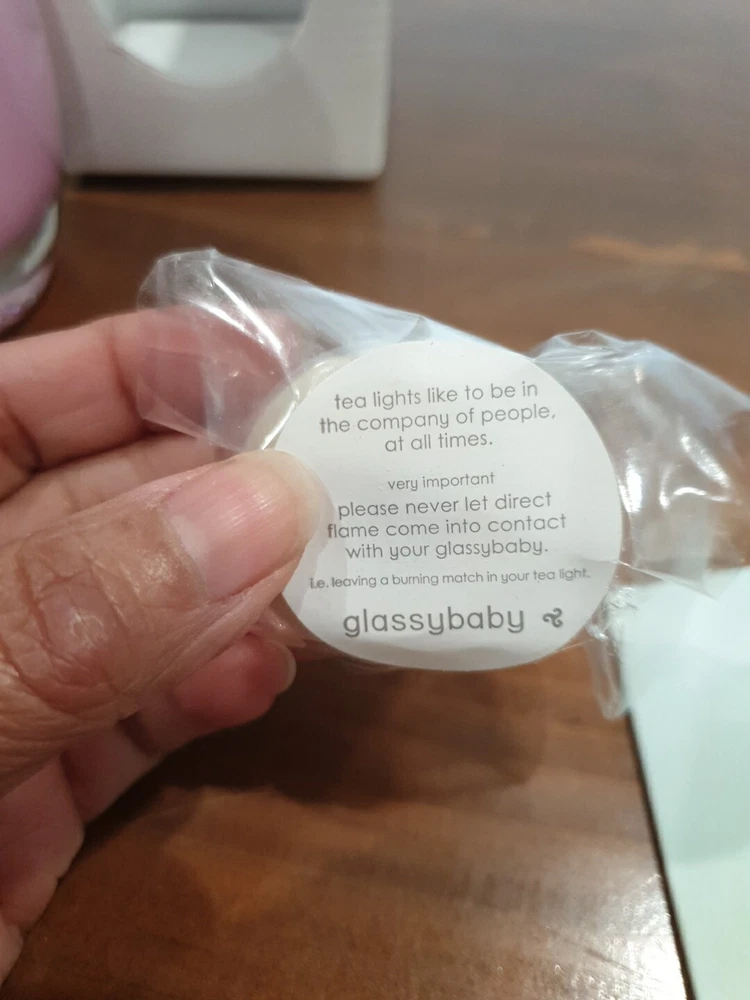 tea lights like to be in
the company of people,
at all times.
very important
please never let direct
flame come into contact
with your glassybaby.
i.e. leaving a burning match in your tea light.
glassybaby